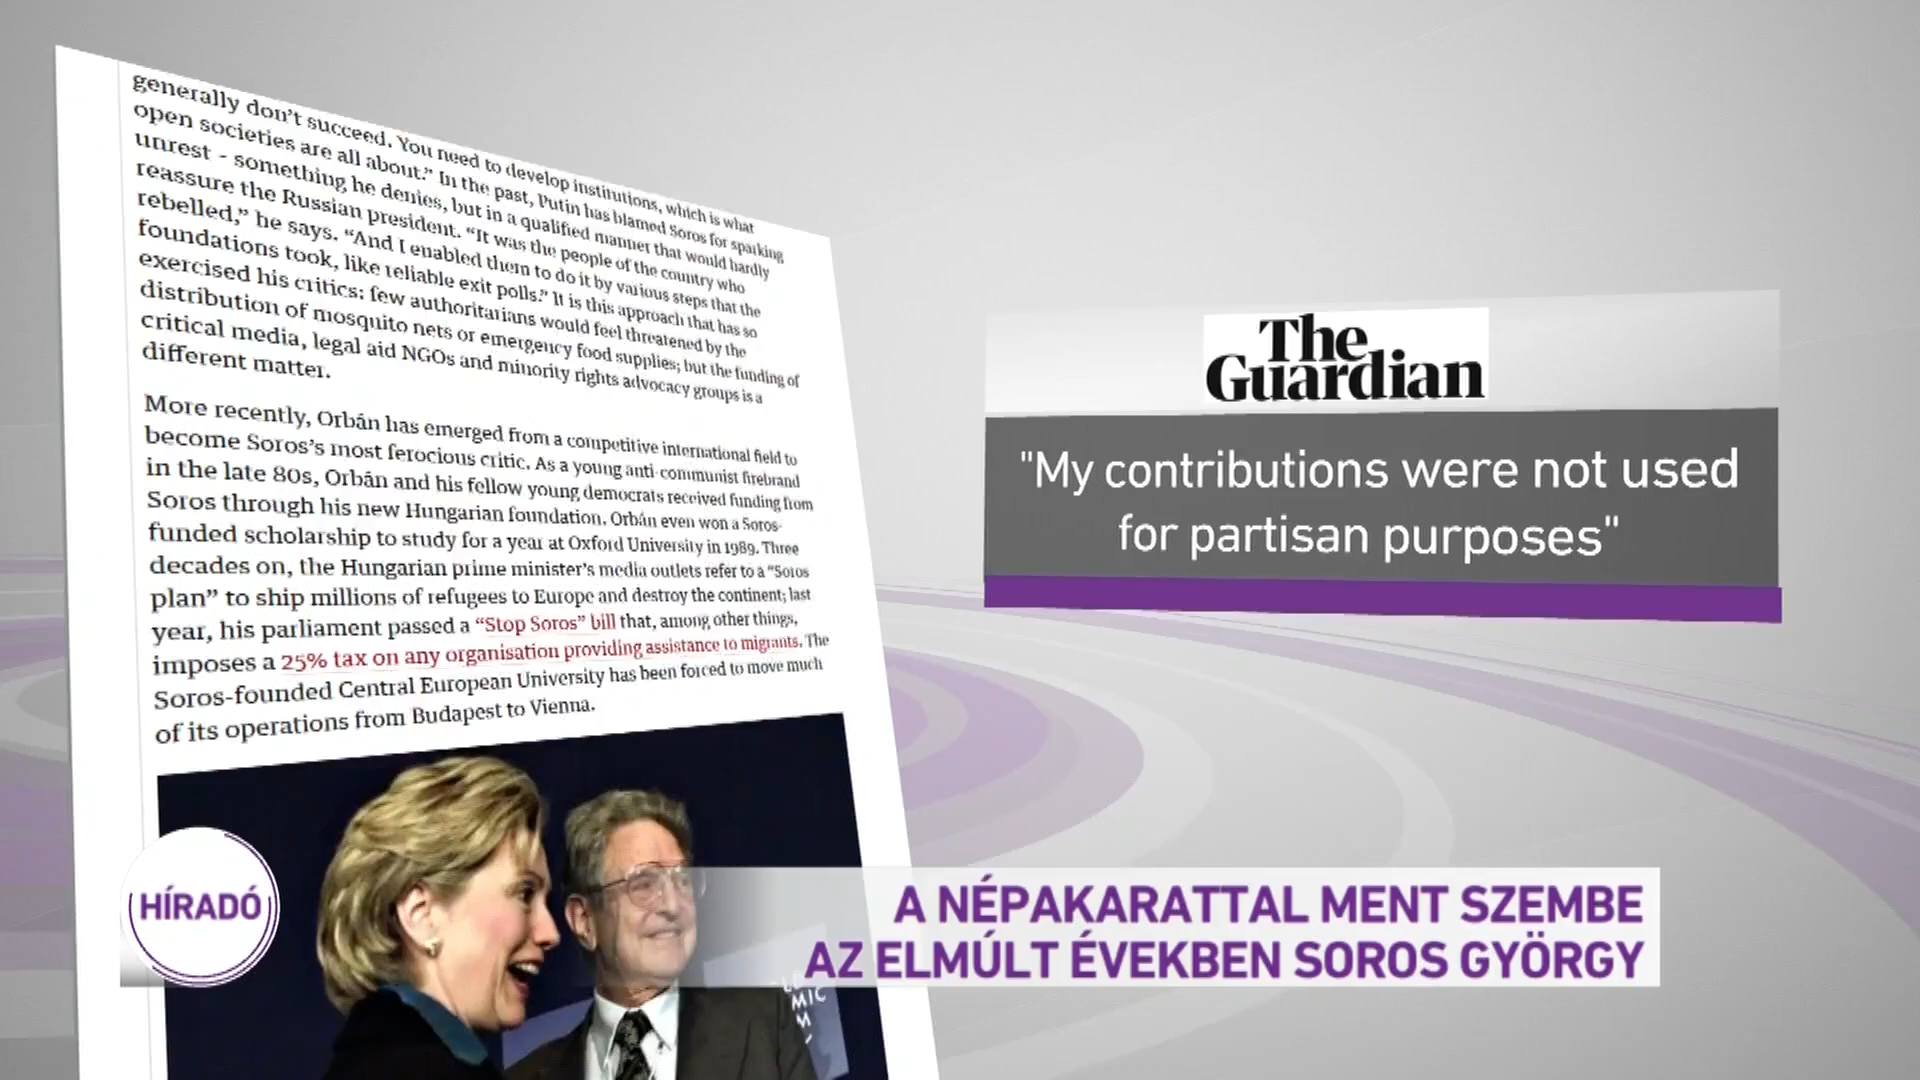 generally don't succeed. You need to develop institutions, which is what
open societies are all about." In the past, Putin has blamed Soros for sparking
unrest - something he denies, but in a qualified manner that would hardly
reassure the Russian president. "It was the people of the country who
rebelled," he says. "And I enabled them to do it by various steps that the
foundations took, like reliable exit polls." It is this approach that has so
exercised his critics: few authoritarians would feel threatened by the
distribution of mosquito nets or emergency food supplies; but the funding of
critical media, legal aid NGOs and minority rights advocacy groups is a
different matter.
More recently, Orbán has emerged from a competitive international field to
become Soros's most ferocious critic. As a young anti-communist firebrand
in the late 80s, Orbán and his fellow young democrats received funding from
Soros through his new Hungarian foundation. Orbán even won a Soros-
funded scholarship to study for a year at Oxford University in 1989. Three
decades on, the Hungarian prime minister's media outlets refer to a "Soros
plan" to ship millions of refugees to Europe and destroy the continent; last
year, his parliament passed a "Stop Soros" bill that, among other things,
imposes a 25% tax on any organisation providing assistance to migrants. The
Soros-founded Central European University has been forced to move much
of its operations from Budapest to Vienna.
The
Guardian
"My contributions were not used
for partisan purposes"
HÍRADÓ
A NÉPAKARATTAL MENT SZEMBE
AZ ELMÚLT ÉVEKBEN SOROS GYÖRGY